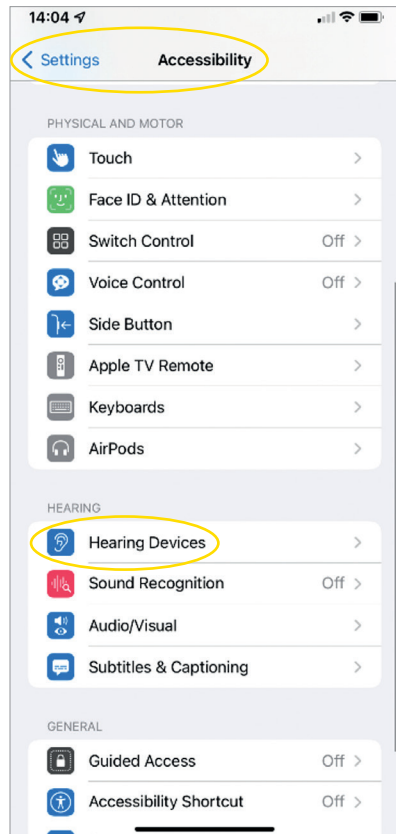 14:04
Settings Accessibility
PHYSICAL AND MOTOR
Touch
Face ID & Attention
Switch Control Off
Voice Control Off
Side Button
Apple TV Remote
Keyboards
AirPods
HEARING
Hearing Devices
Sound Recognition Off
Audio/Visual
Subtitles & Captioning
GENERAL
Guided Access Off
Accessibility Shortcut Off